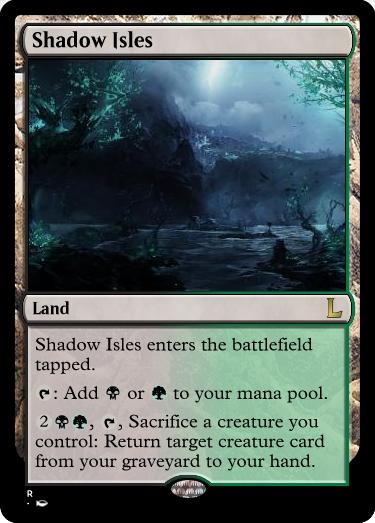 Shadow Isles
Land
L
Shadow Isles enters the battlefield
tapped.
: Add or to your mana pool.
2 , , Sacrifice a creature you
control: Return target creature card
from your graveyard to your hand.
R